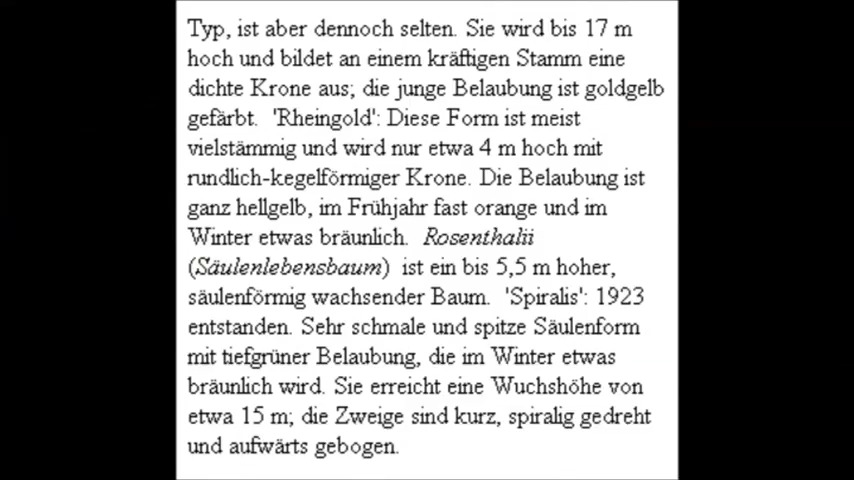 Typ, ist aber dennoch selten. Sie wird bis 17 m
hoch und bildet an einem kräftigen Stamm eine
dichte Krone aus; die junge Belaubung ist goldgelb
gefärbt.  'Rheingold': Diese Form ist meist
vielstämmig und wird nur etwa 4 m hoch mit
rundlich-kegelförmiger Krone. Die Belaubung ist
ganz hellgelb, im Frühjahr fast orange und im
Winter etwas bräunlich.  Rosenthalii
(Säulenlebensbaum)  ist ein bis 5,5 m hoher,
säulenförmig wachsender Baum.  'Spiralis': 1923
entstanden. Sehr schmale und spitze Säulenform
mit tiefgrüner Belaubung, die im Winter etwas
bräunlich wird. Sie erreicht eine Wuchshöhe von
etwa 15 m; die Zweige sind kurz, spiralig gedreht
und aufwärts gebogen.